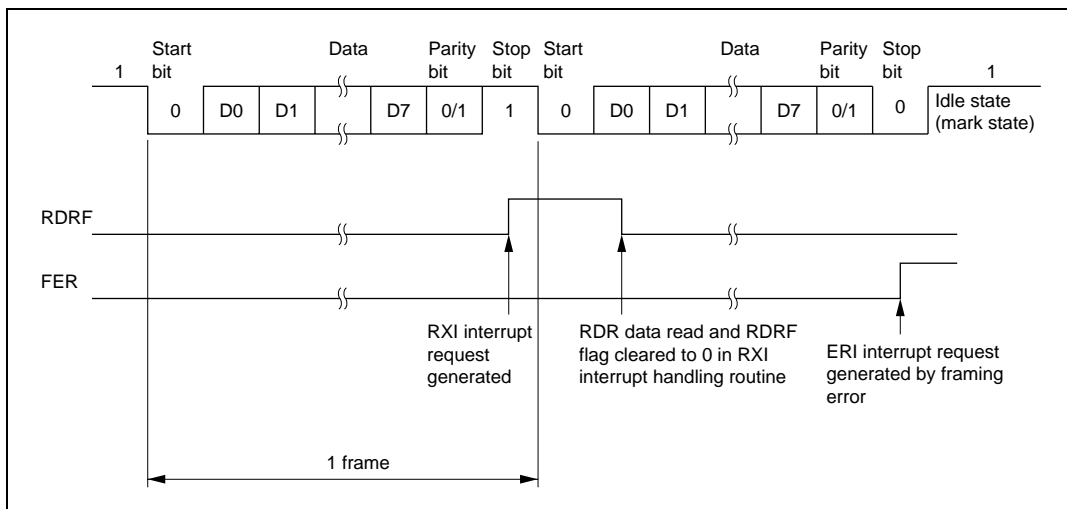 Start bit
Data
Parity bit
Stop bit
Start bit
Data
Parity bit
Stop bit
1
1
0
D0
D1
D7
0/1
1
0
D0
D1
D7
0/1
0
Idle state
(mark state)
RDRF
FER
RXI interrupt
request
generated
RDR data read and RDRF
flag cleared to 0 in RXI
interrupt handling routine
ERI interrupt request
generated by framing
error
1 frame